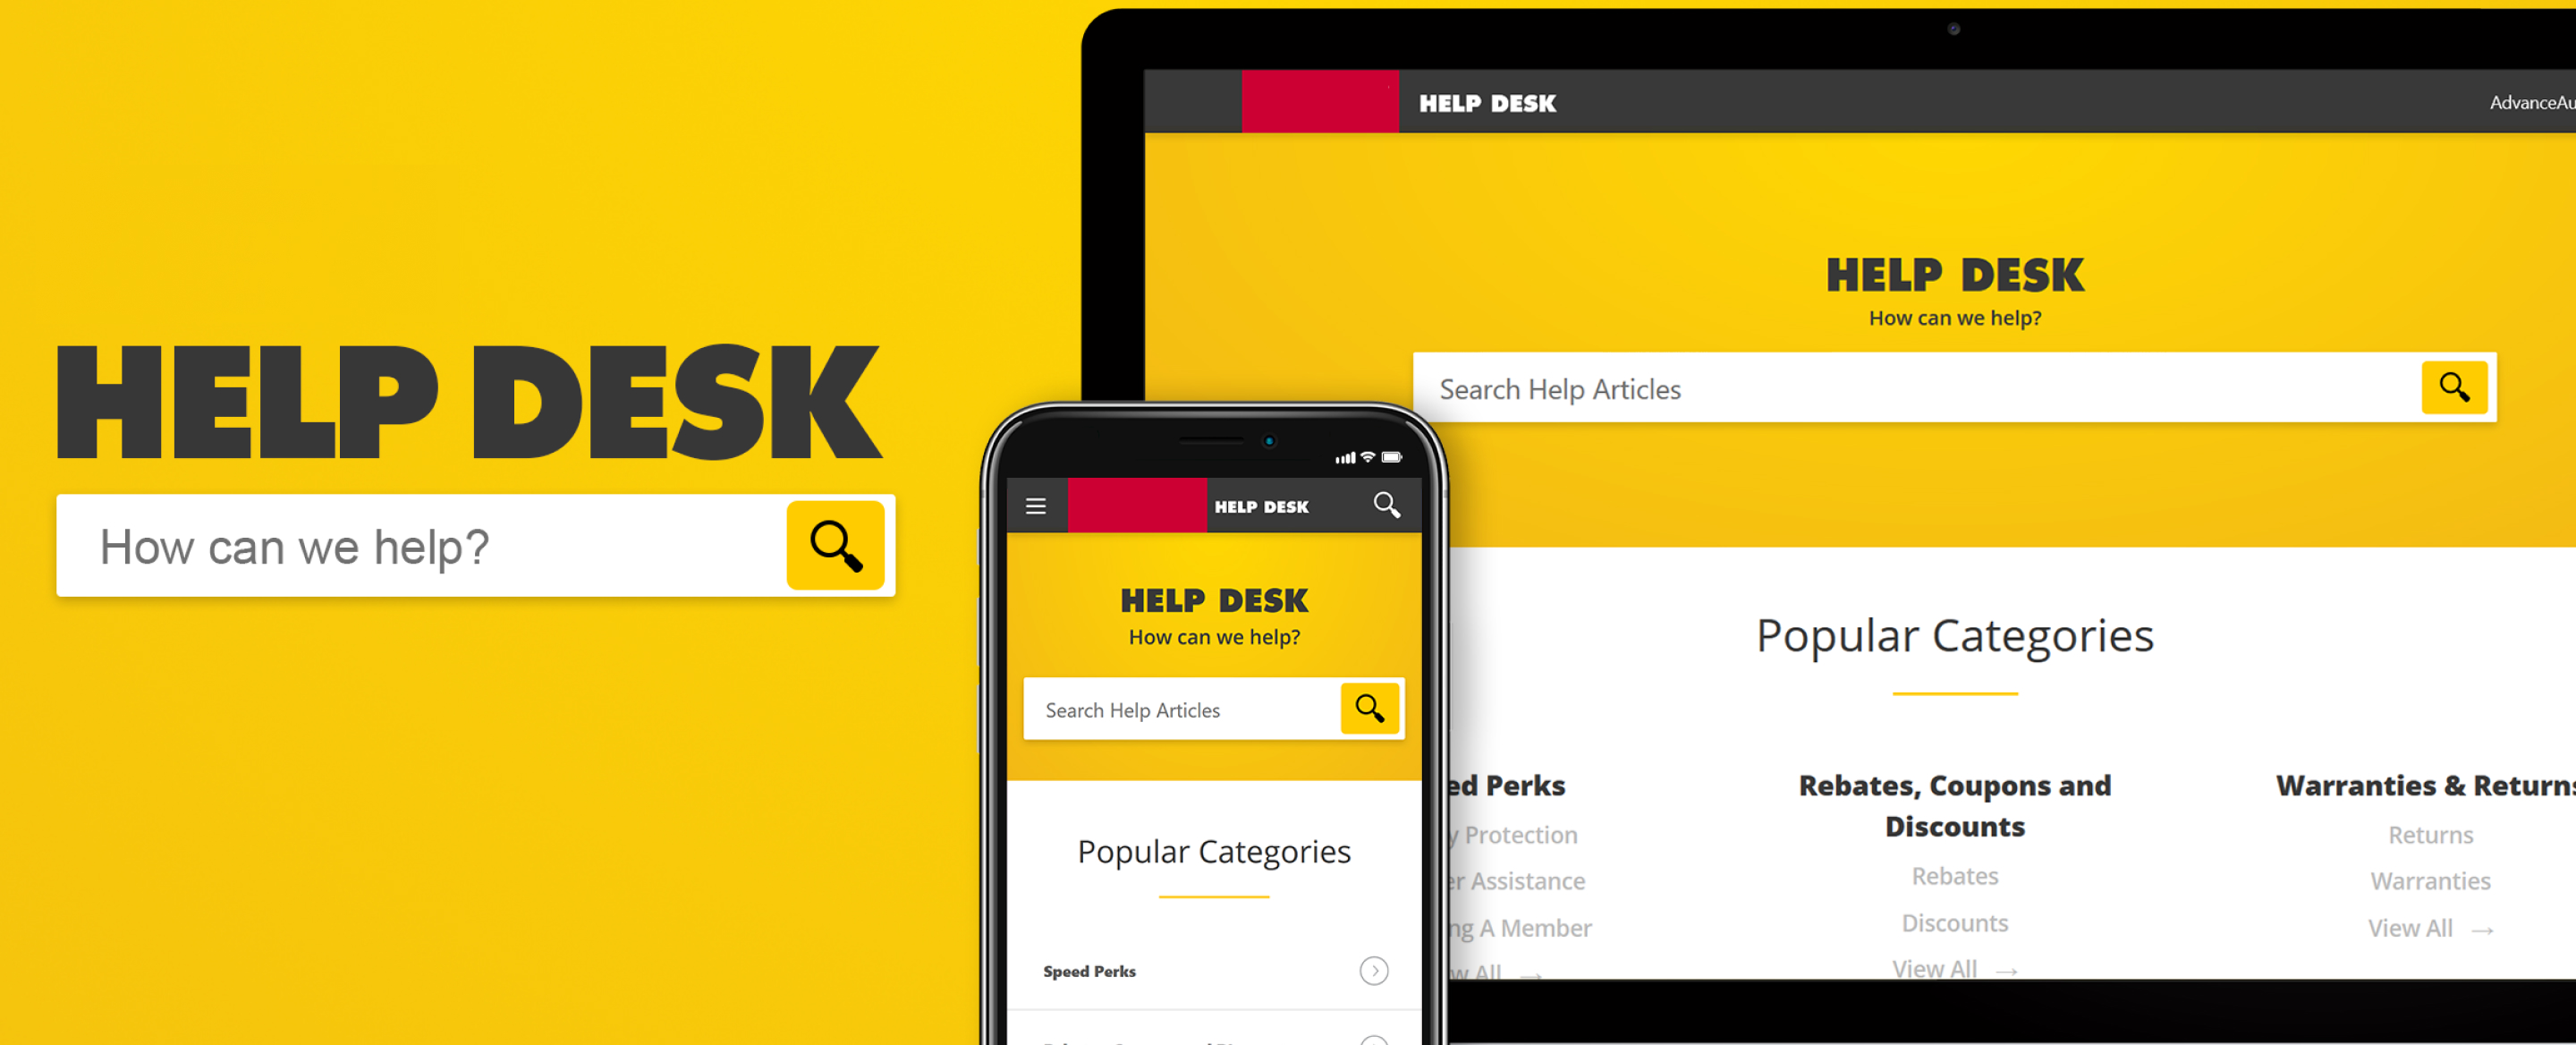 HELP DESK
How can we help?
HELP DESK
AdvanceAu
HELP DESK
How can we help?
Search Help Articles
Popular Categories
ed Perks
y Protection
er Assistance
ng A Member
w All →
Rebates, Coupons and
Discounts
Rebates
Discounts
View All →
Warranties & Returns
Returns
Warranties
View All →
HELP DESK
HELP DESK
How can we help?
Search Help Articles
Popular Categories
Speed Perks